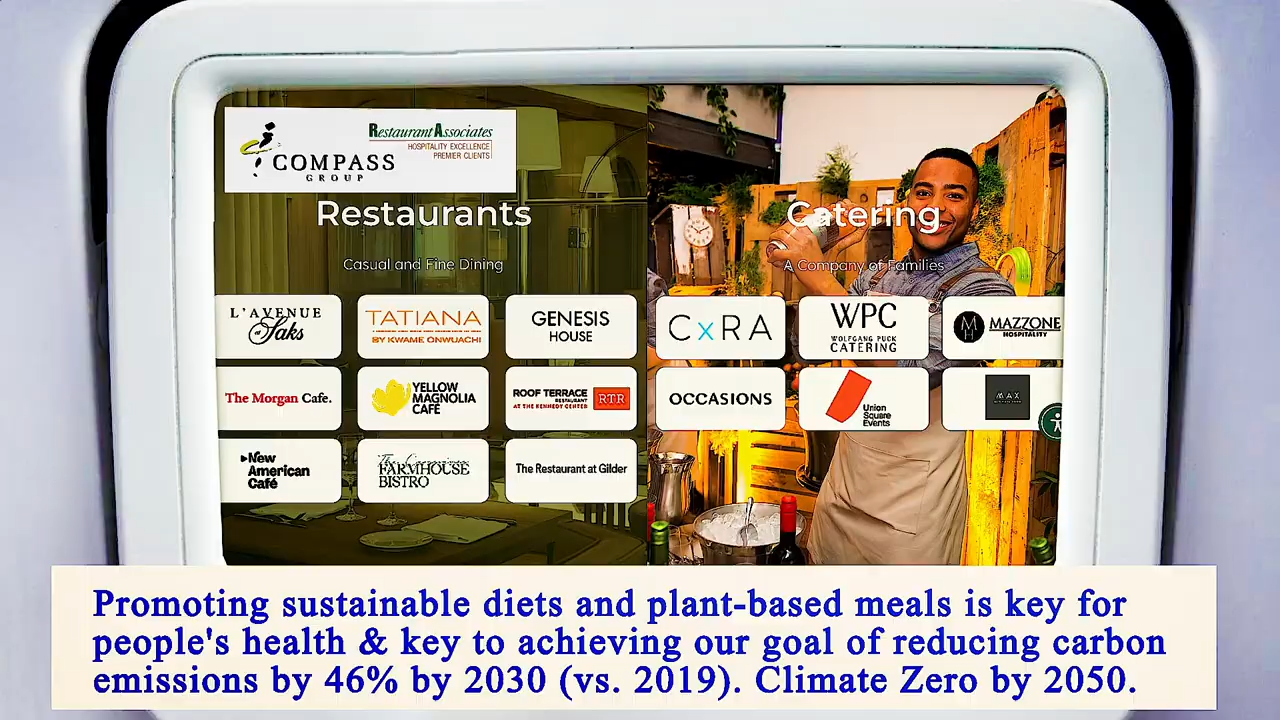 COMPASS
GROUP
Restaurant Associates
HOSPITALITY EXCELLENCE
PREMIER CLIENTS
Restaurants
Casual and Fine Dining
L'AVENUE
Saks
TATIANA
BY KWAME ONWUACHI
GENESIS
HOUSE
The Morgan Cafe.
YELLOW
MAGNOLIA
CAFÉ
ROOF TERRACE
RESTAURANT
AT THE KENNEDY CENTER
RTR
New
American
Café
FARMHOUSE
BISTRO
The Restaurant at Gilder
Catering
A Company of Families
CxRA
WPC
WOLFGANG PUCK
CATERING
MH
MAZZONE
HOSPITALITY
OCCASIONS
Union
Square
Events
MAX
Promoting sustainable diets and plant-based meals is key for
people's health & key to achieving our goal of reducing carbon
emissions by 46% by 2030 (vs. 2019). Climate Zero by 2050.